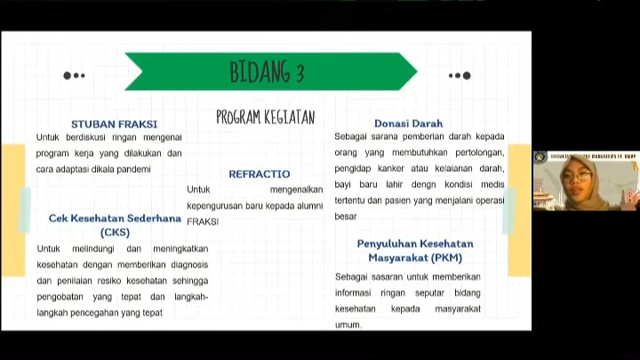 BIDANG 3
PROGRAM KEGIATAN
STUBAN FRAKSI
Untuk berdiskusi ringan mengenai
program kerja yang dilakukan dan
cara adaptasi dikala pandemi
Cek Kesehatan Sederhana
(CKS)
Untuk melindungi dan meningkatkan
kesehatan dengan memberikan diagnosis
dan penilaian resiko kesehatan sehingga
pengobatan yang tepat dan langkah-
langkah pencegahan yang tepat
REFRACTIO
Untuk mengenalkan
kepengurusan baru kepada alumni
FRAKSI
Donasi Darah
Sebagai sarana pemberian darah kepada
orang yang membutuhkan pertolongan,
pengidap kanker atau kelaianan darah,
bayi baru lahir dengn kondisi medis
tertentu dan pasien yang menjalani operasi
besar
Penyuluhan Kesehatan
Masyarakat (PKM)
Sebagai sasaran untuk memberikan
informasi ringan seputar bidang
kesehatan kepada masyarakat
umum.